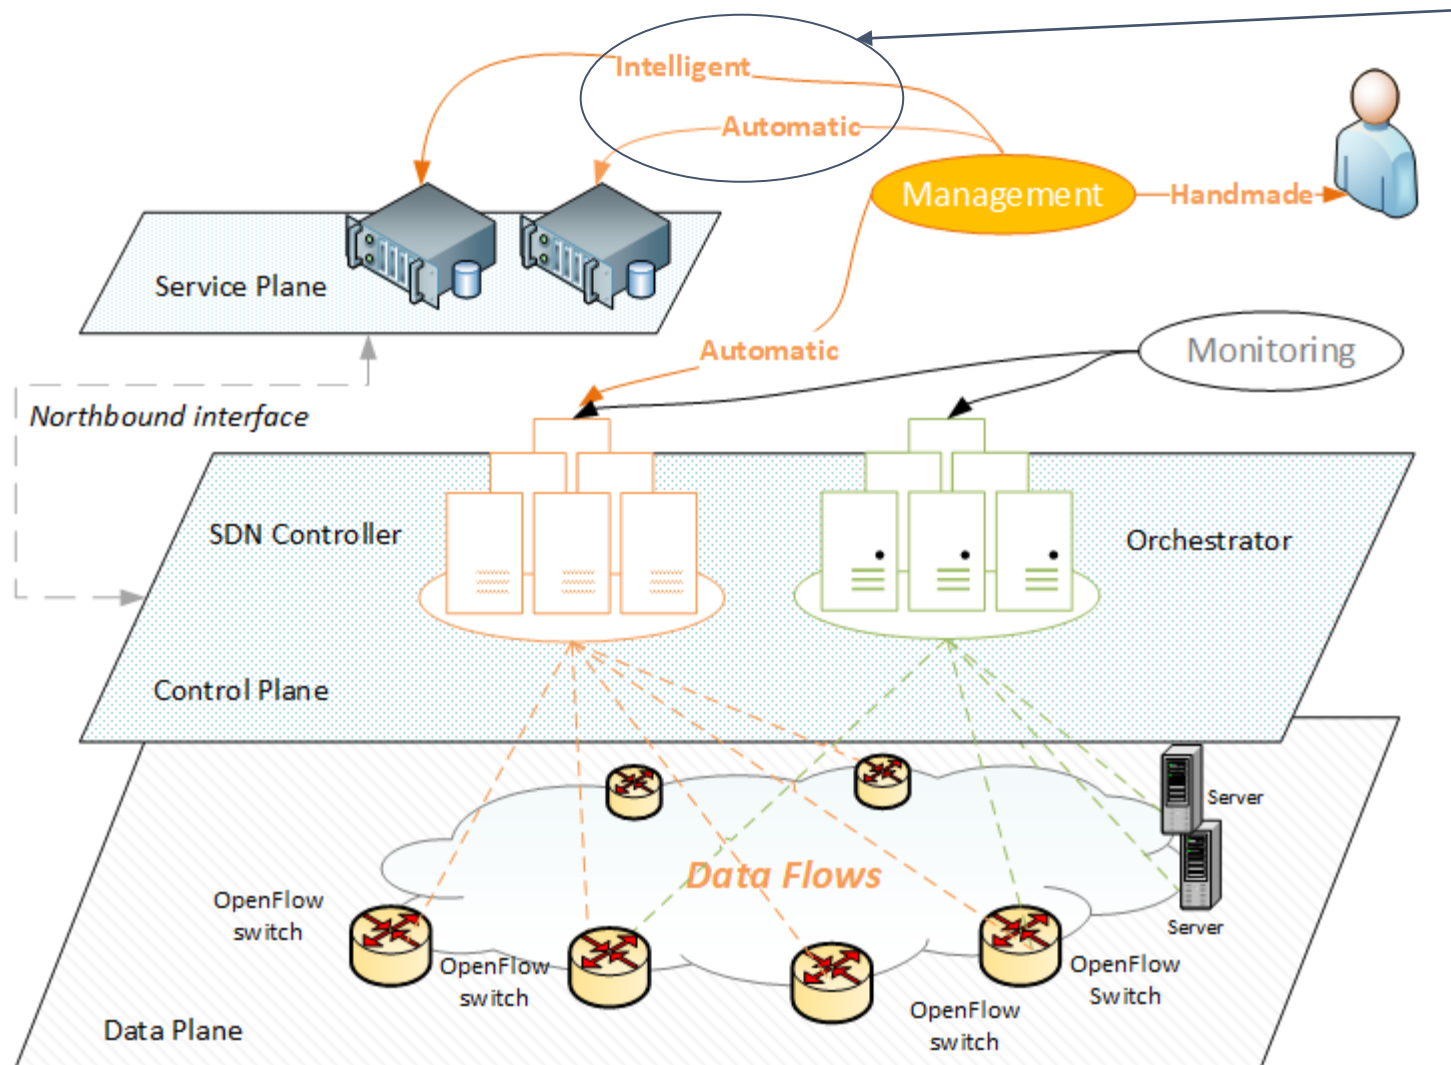 Intelligent
Automatic
Management
Handmade
Service Plane
Automatic
Monitoring
Northbound interface
SDN Controller
Orchestrator
Control Plane
Server
Data Flows
OpenFlow
switch
Server
OpenFlow
switch
OpenFlow
Switch
OpenFlow
switch
Data Plane